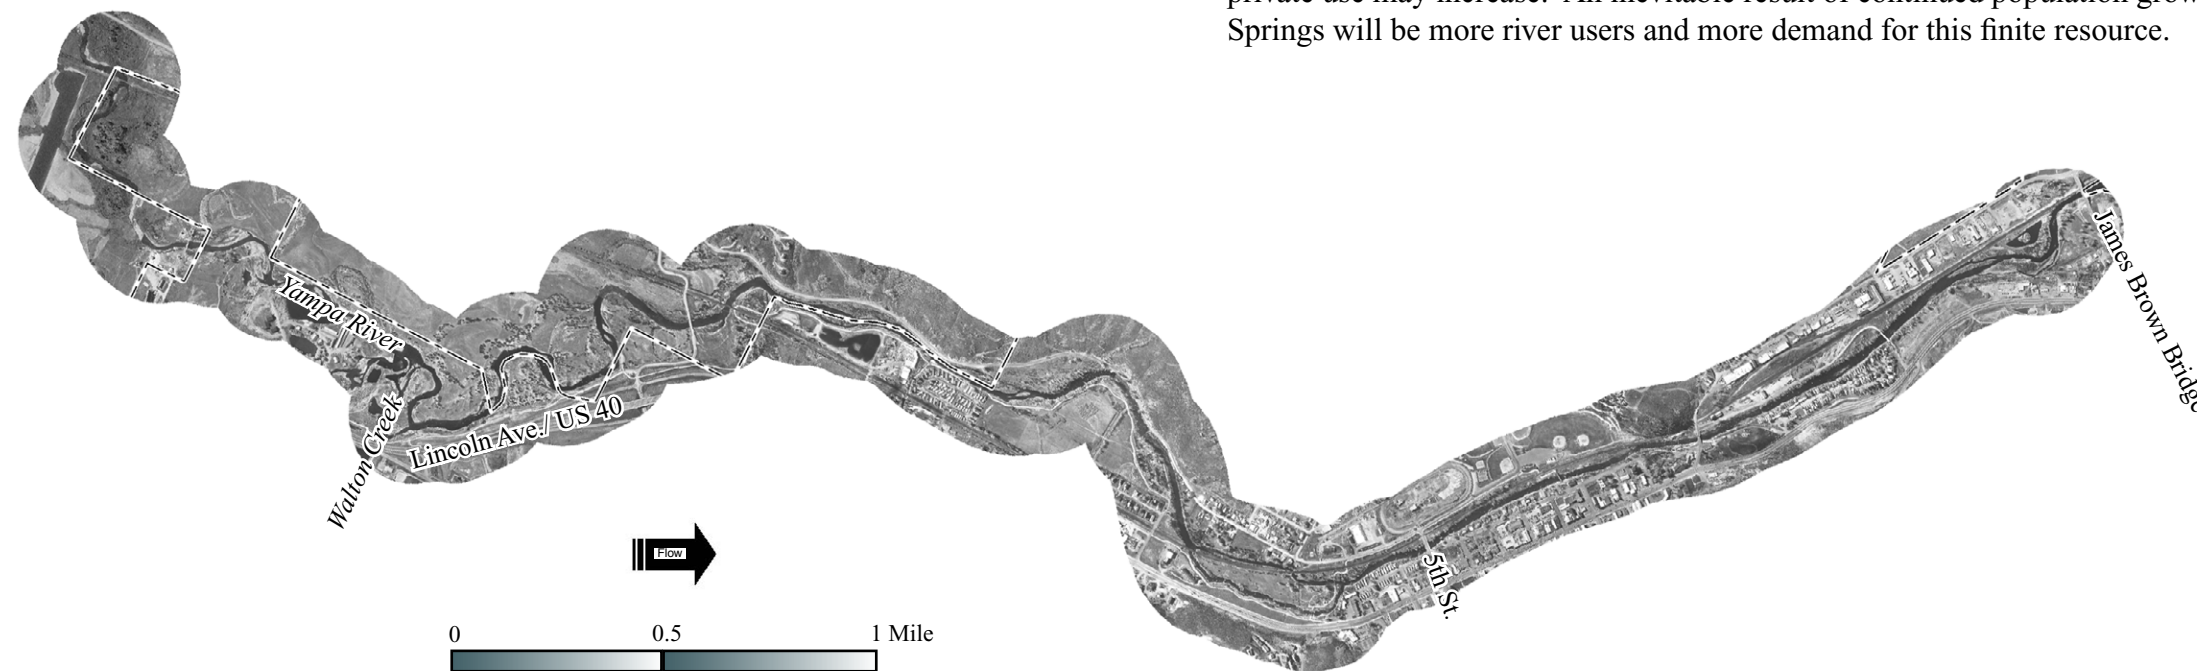 private use may increase. An inevitable result of continued population grow
Springs will be more river users and more demand for this finite resource.
Yampa River
Walton Creek
Lincoln Ave./ US 40
Flow
0 0.5 1 Mile
5th St.
James Brown Bridge